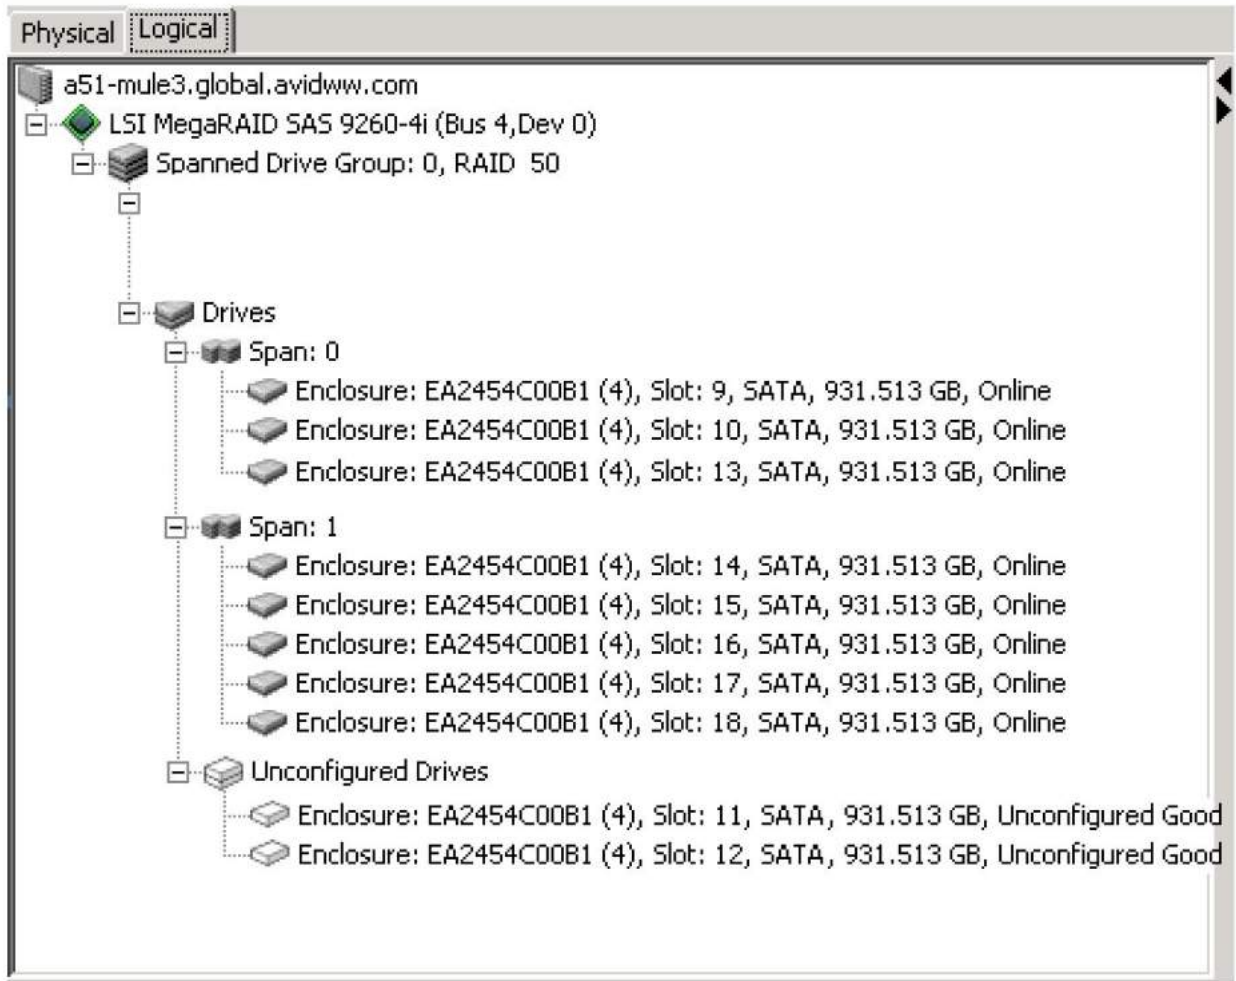 Physical Logical
a51-mule3.global.avidww.com
LSI MegaRAID SAS 9260-4i (Bus 4,Dev 0)
Spanned Drive Group: 0, RAID  50
Drives
Span: 0
Enclosure: EA2454C00B1 (4), Slot: 9, SATA, 931.513 GB, Online
Enclosure: EA2454C00B1 (4), Slot: 10, SATA, 931.513 GB, Online
Enclosure: EA2454C00B1 (4), Slot: 13, SATA, 931.513 GB, Online
Span: 1
Enclosure: EA2454C00B1 (4), Slot: 14, SATA, 931.513 GB, Online
Enclosure: EA2454C00B1 (4), Slot: 15, SATA, 931.513 GB, Online
Enclosure: EA2454C00B1 (4), Slot: 16, SATA, 931.513 GB, Online
Enclosure: EA2454C00B1 (4), Slot: 17, SATA, 931.513 GB, Online
Enclosure: EA2454C00B1 (4), Slot: 18, SATA, 931.513 GB, Online
Unconfigured Drives
Enclosure: EA2454C00B1 (4), Slot: 11, SATA, 931.513 GB, Unconfigured Good
Enclosure: EA2454C00B1 (4), Slot: 12, SATA, 931.513 GB, Unconfigured Good